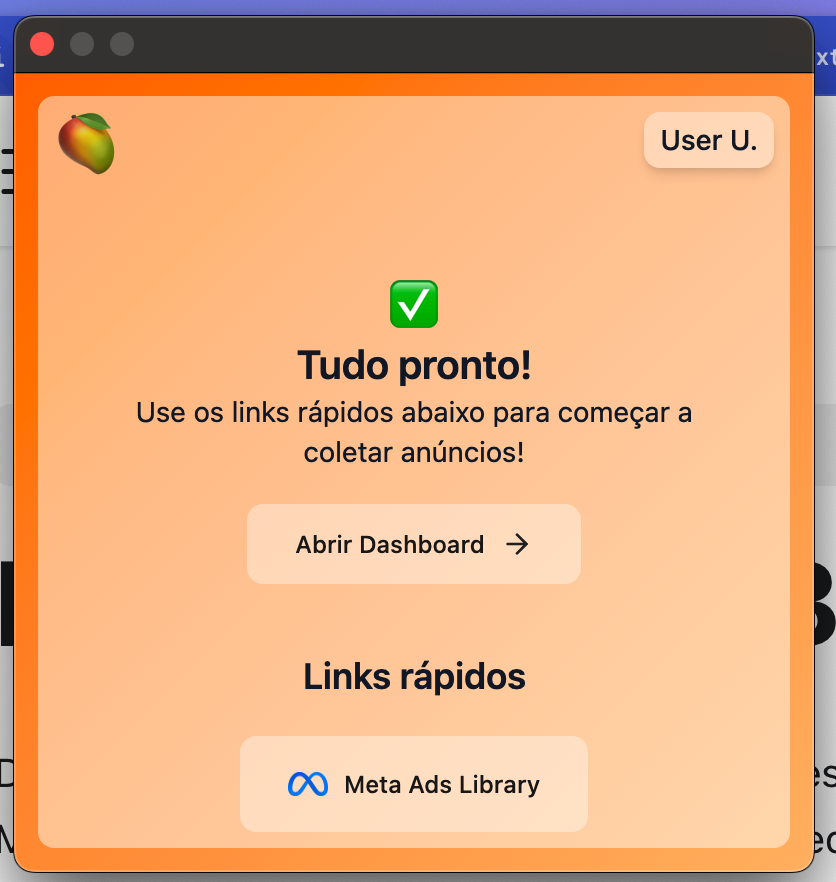 User U.
Tudo pronto!
Use os links rápidos abaixo para começar a
coletar anúncios!
Abrir Dashboard →
Links rápidos
Meta Ads Library